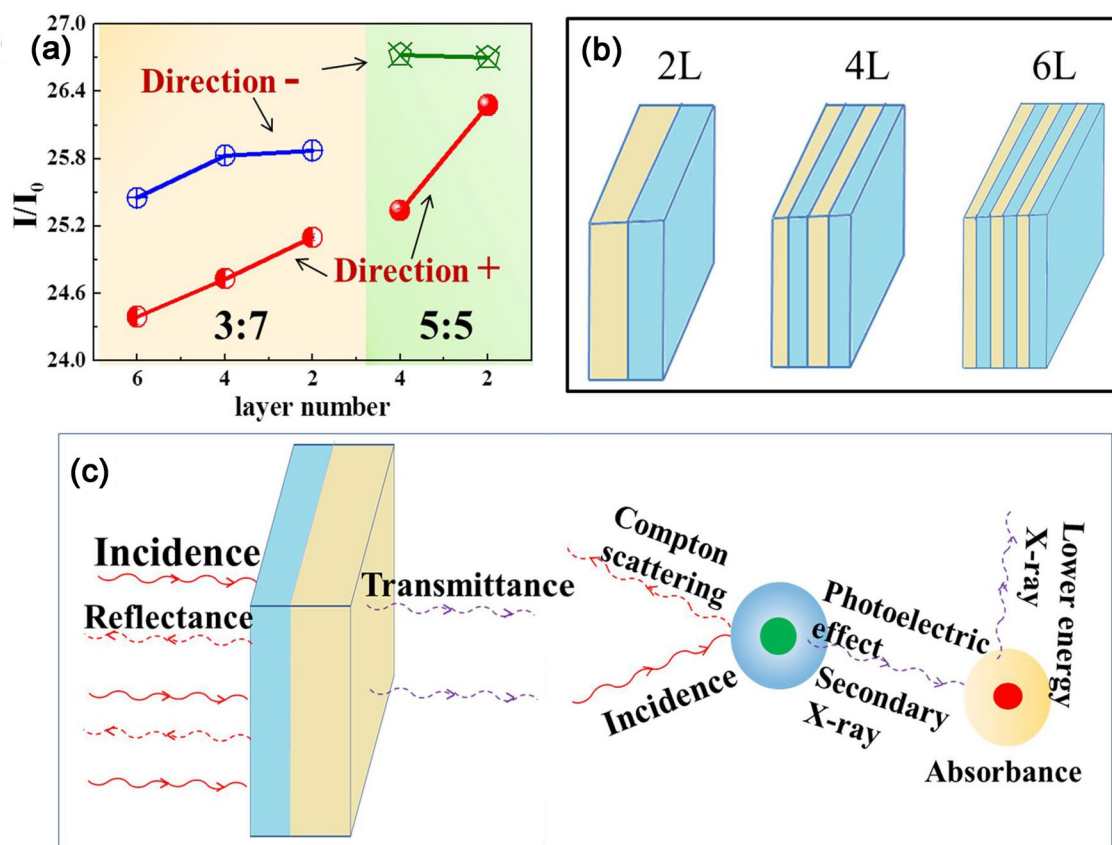 (a)
27.0
26.4
25.8
25.2
24.6
24.0
I/I0
Direction -
Direction +
3:7
5:5
6
4
2
4
2
layer number
(b)
2L
4L
6L
(c)
Incidence
Reflectance
Transmittance
Compton
scattering
Incidence
Photoelectric
effect
Secondary
X-ray
Lower energy
X-ray
Absorbance